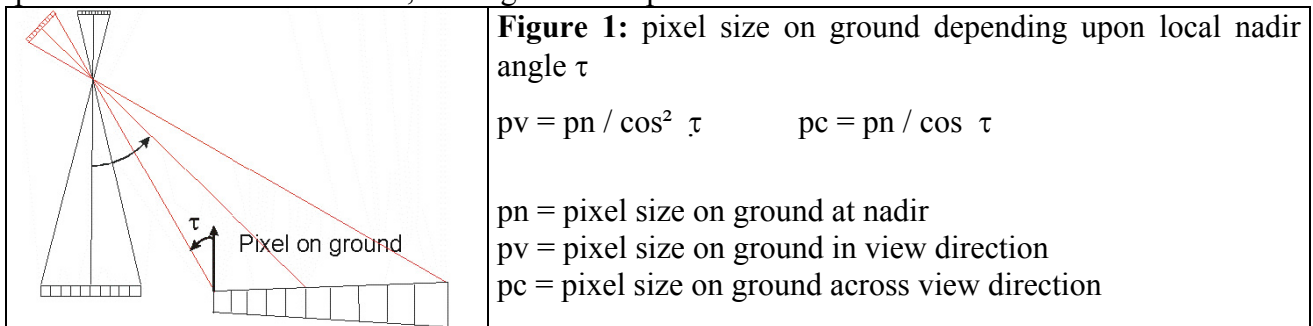 Figure 1: pixel size on ground depending upon local nadir
angle τ
pv = pn / cos² τ pc = pn / cos τ
pn = pixel size on ground at nadir
pv = pixel size on ground in view direction
pc = pixel size on ground across view direction
τ
Pixel on ground